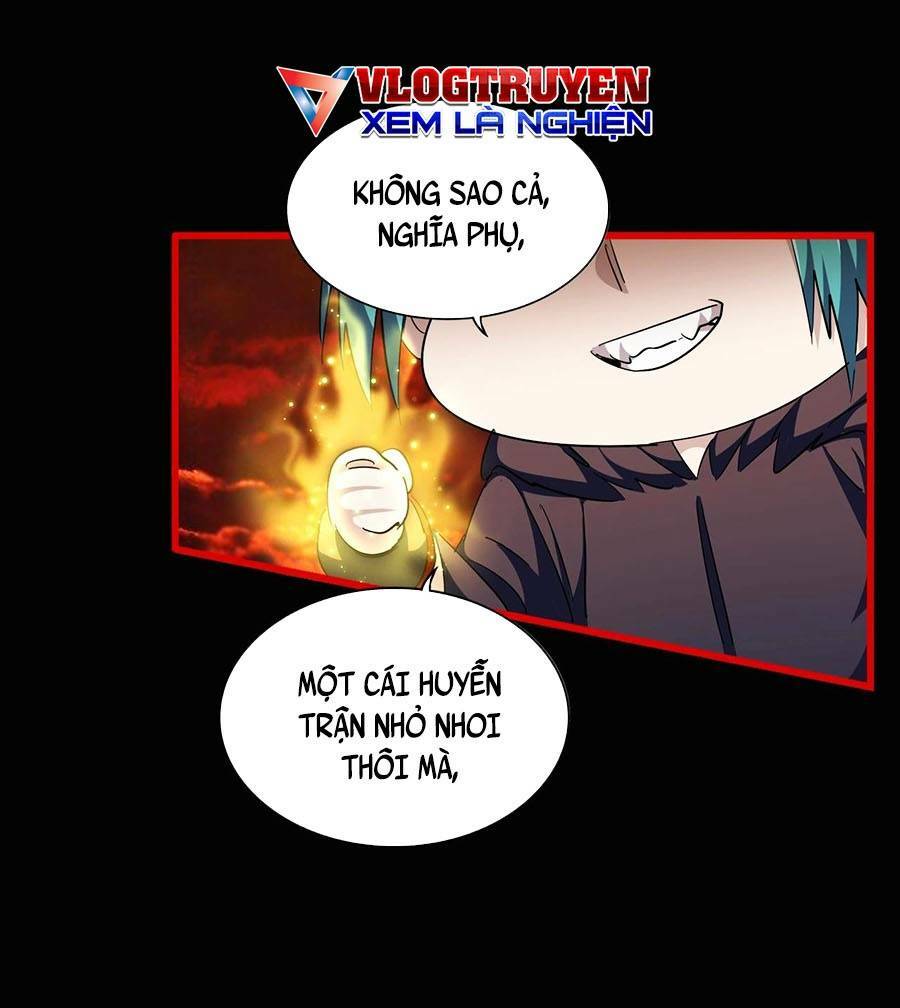 VLOGTRUYEN
XEM LÀ NGHIỆN
KHÔNG SAO CẢ,
NGHĨA PHỤ,
MỘT CÁI HUYỄN
TRẬN NHỎ NHOI
THÔI MÀ,